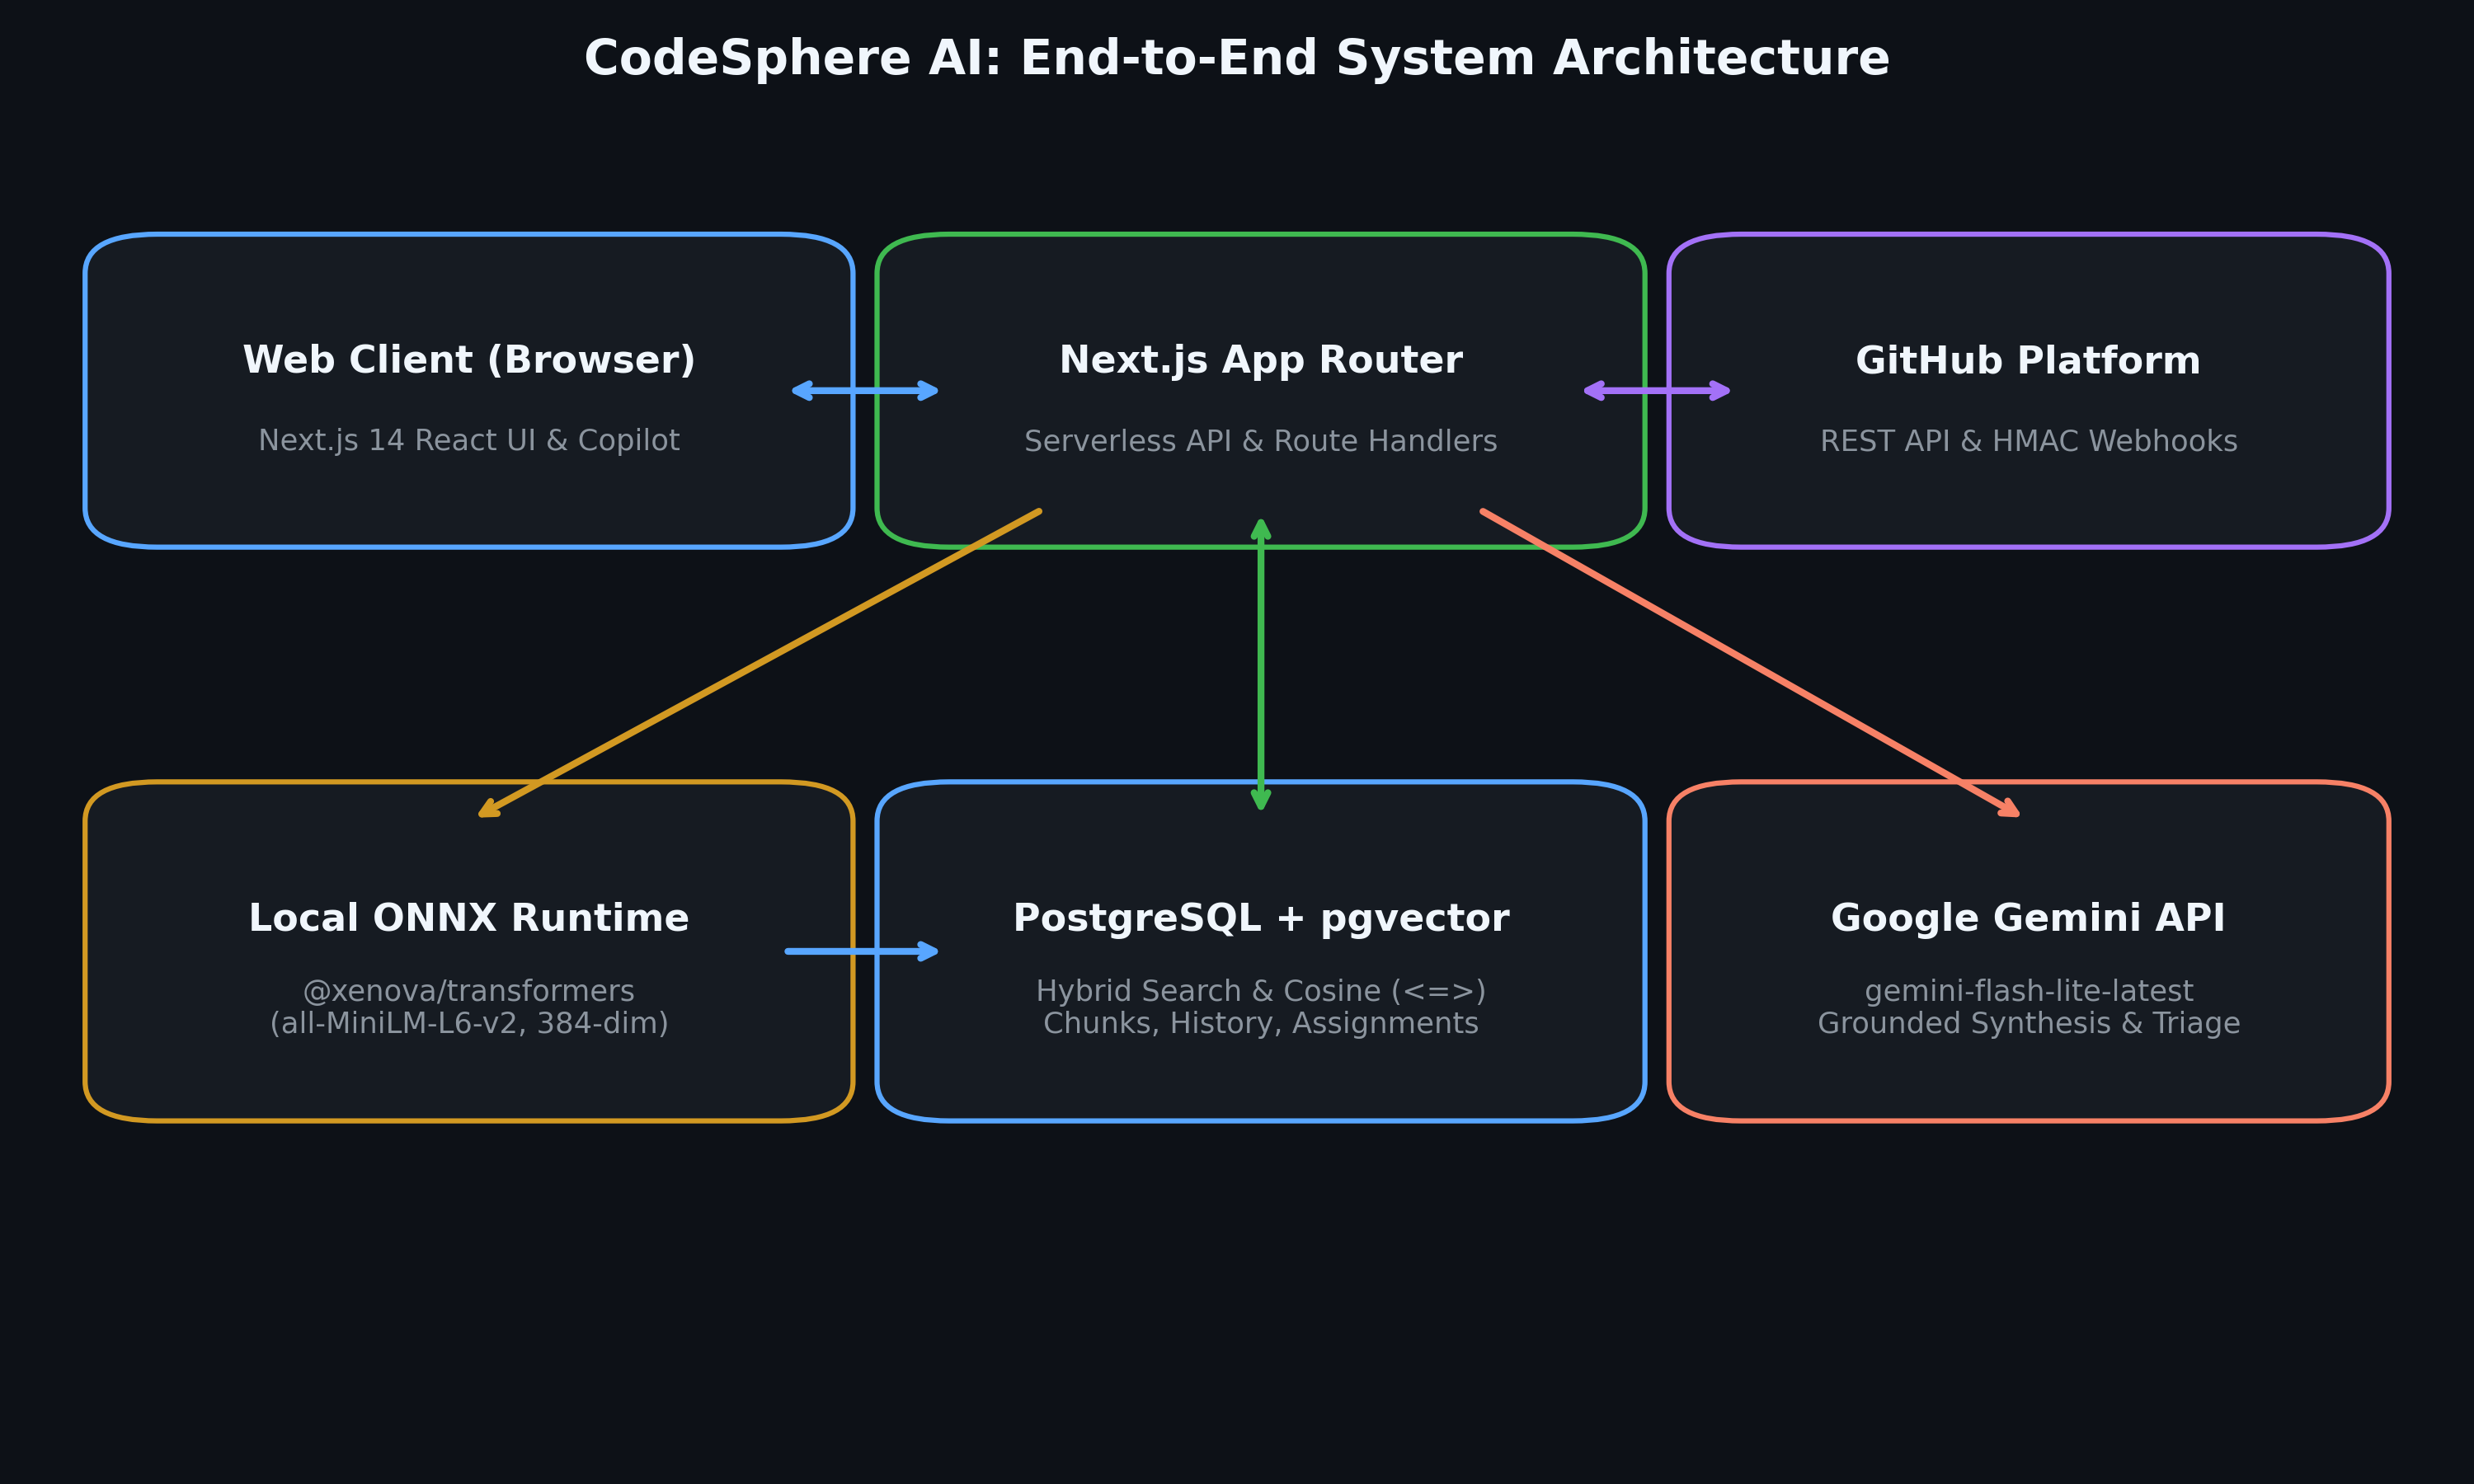 CodeSphere AI: End-to-End System Architecture
Web Client (Browser)
Next.js 14 React UI & Copilot
Next.js App Router
Serverless API & Route Handlers
GitHub Platform
REST API & HMAC Webhooks
Local ONNX Runtime
@xenova/transformers
(all-MiniLM-L6-v2, 384-dim)
PostgreSQL + pgvector
Hybrid Search & Cosine (<=>)
Chunks, History, Assignments
Google Gemini API
gemini-flash-lite-latest
Grounded Synthesis & Triage